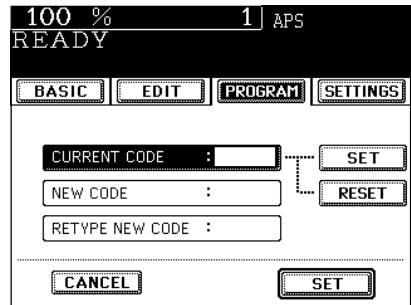 100 % 1 APS
READY
BASIC EDIT PROGRAM SETTINGS
CURRENT CODE : SET
NEW CODE : RESET
RETYPE NEW CODE :
CANCEL SET